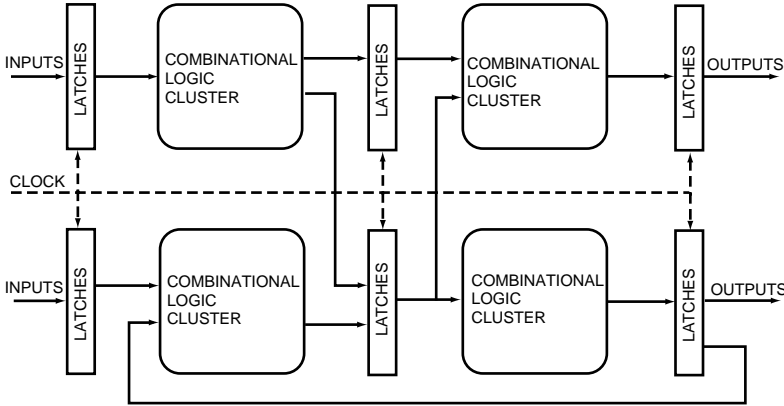 INPUTS
LATCHES
COMBINATIONAL
LOGIC
CLUSTER
LATCHES
COMBINATIONAL
LOGIC
CLUSTER
LATCHES
OUTPUTS
CLOCK
INPUTS
LATCHES
COMBINATIONAL
LOGIC
CLUSTER
LATCHES
COMBINATIONAL
LOGIC
CLUSTER
LATCHES
OUTPUTS